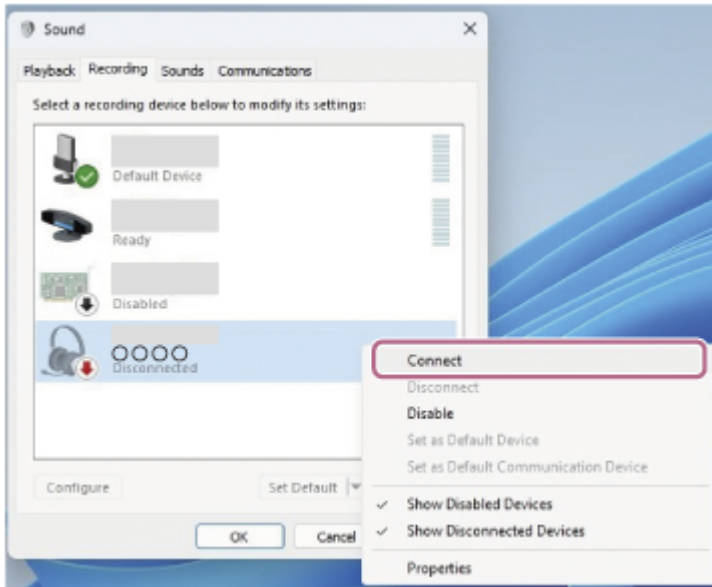 Sound
Playback Recording Sounds Communications
Select a recording device below to modify its settings:
Default Device
Ready
Disabled
○○○○
Disconnected
Connect
Disconnect
Disable
Set as Default Device
Set as Default Communication Device
Show Disabled Devices
Show Disconnected Devices
Properties
Configure Set Default
OK Cancel